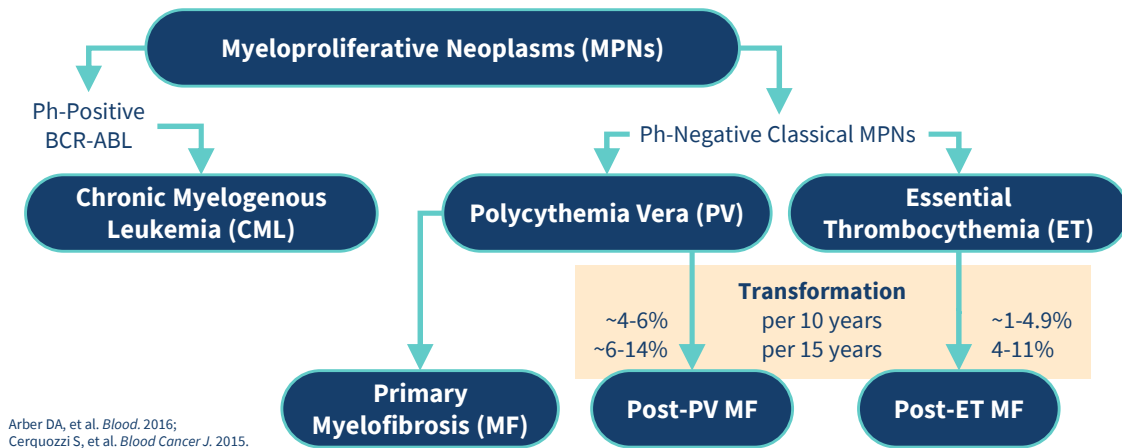 Myeloproliferative Neoplasms (MPNs)
Ph-Positive
BCR-ABL
Ph-Negative Classical MPNs
Chronic Myelogenous
Leukemia (CML)
Polycythemia Vera (PV)
Essential
Thrombocythemia (ET)
Transformation
~4-6% per 10 years ~1-4.9%
~6-14% per 15 years 4-11%
Primary
Myelofibrosis (MF)
Post-PV MF
Post-ET MF
Arber DA, et al. Blood. 2016;
Cerquozzi S, et al. Blood Cancer J. 2015.